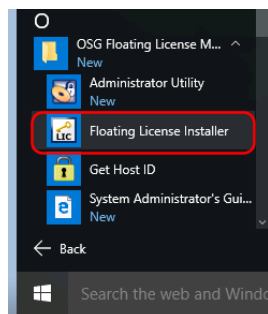 O
OSG Floating License M...
New
Administrator Utility
New
LIC
Floating License Installer
Get Host ID
System Administrator's Gui...
New
Back
Search the web and Windo